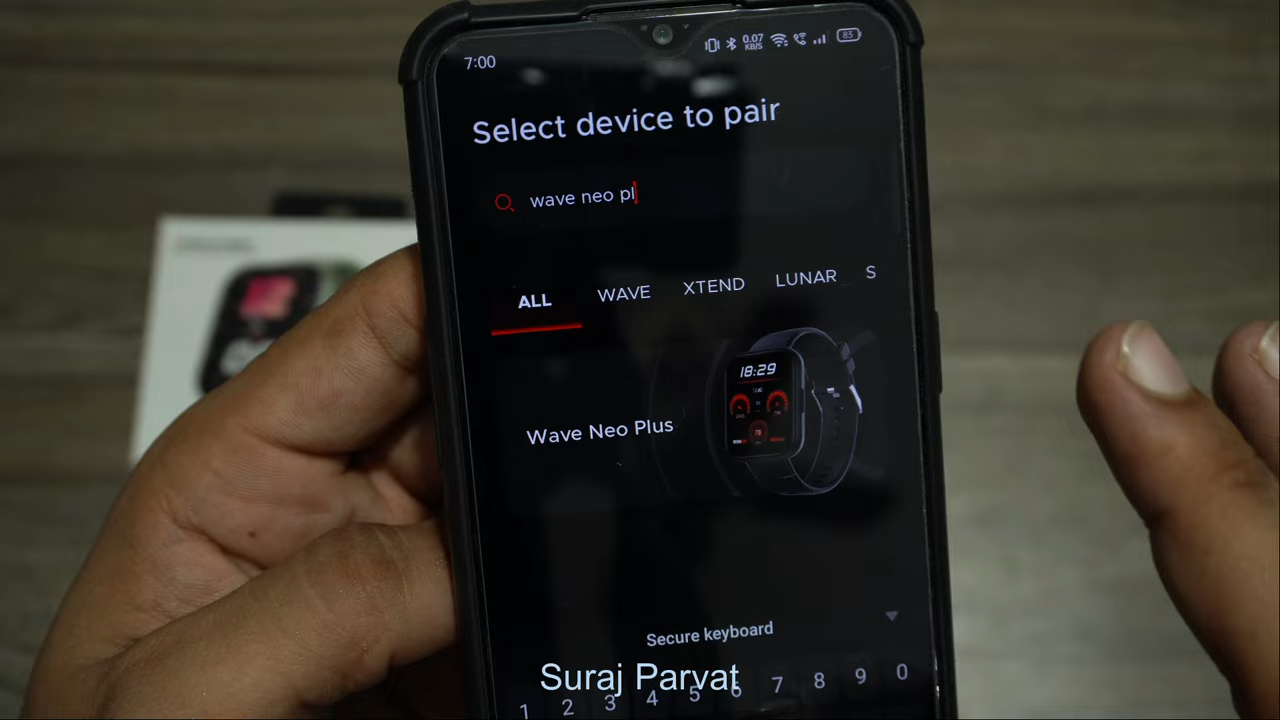 7:00
0.07
KB/S
83
Select device to pair
wave neo pl
ALL WAVE XTEND LUNAR S
18:29
Wave Neo Plus
Secure keyboard
Suraj Parvat
1 2 3 4 5 6 7 8 9 0